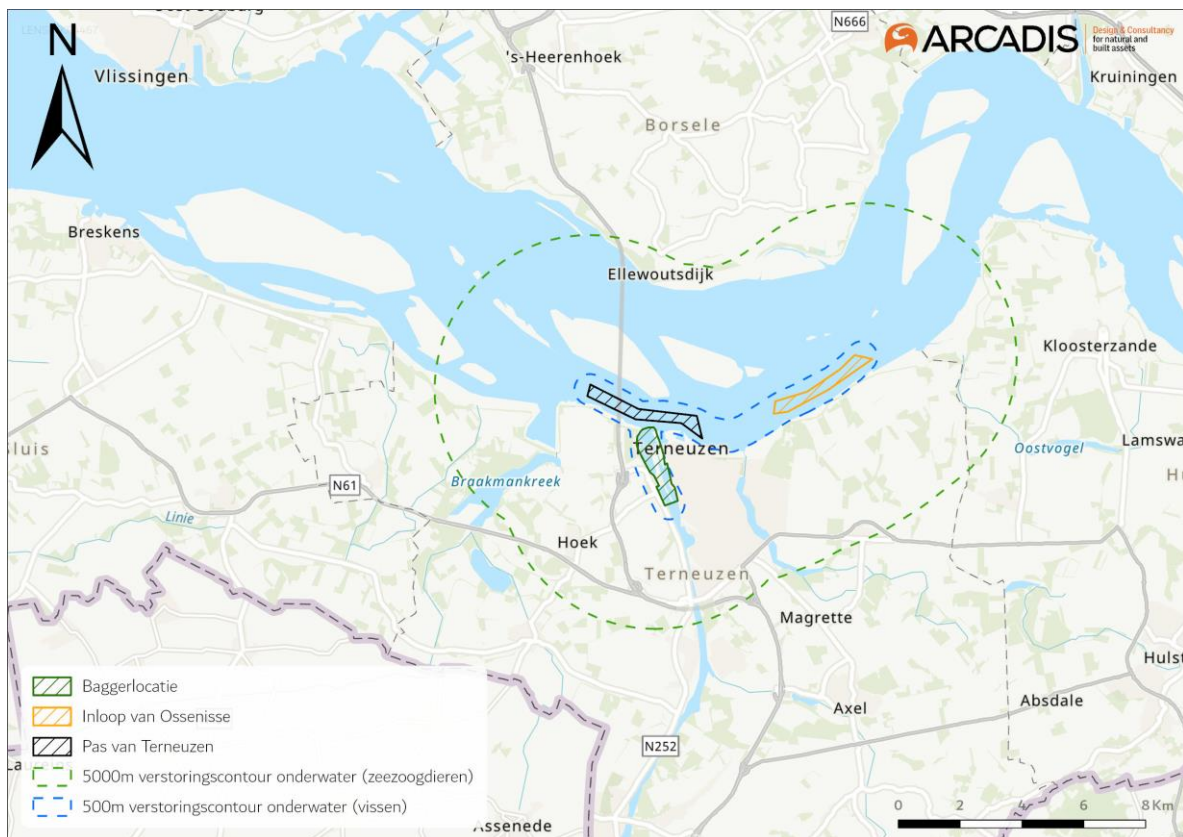 N666
ARCADIS
Design & Consultancy
for natural and
built assets
N
's-Heerenhoek
Vlissingen
Kruiningen
Borsele
Breskens
Ellewoutsdijk
Kloosterzande
Terneuzen
Oostvogel
Lamswa
Sluis
Braakmankreek
N61
Linie
Hoek
Terneuzen
Magrette
Hulst
Baggerlocatie
Absdale
Inloop van Ossenisse
Axel
Pas van Terneuzen
N252
5000m verstoringscontour onderwater (zeezoogdieren)
500m verstoringscontour onderwater (vissen)
0 2 4 6 8 Km
Assenede